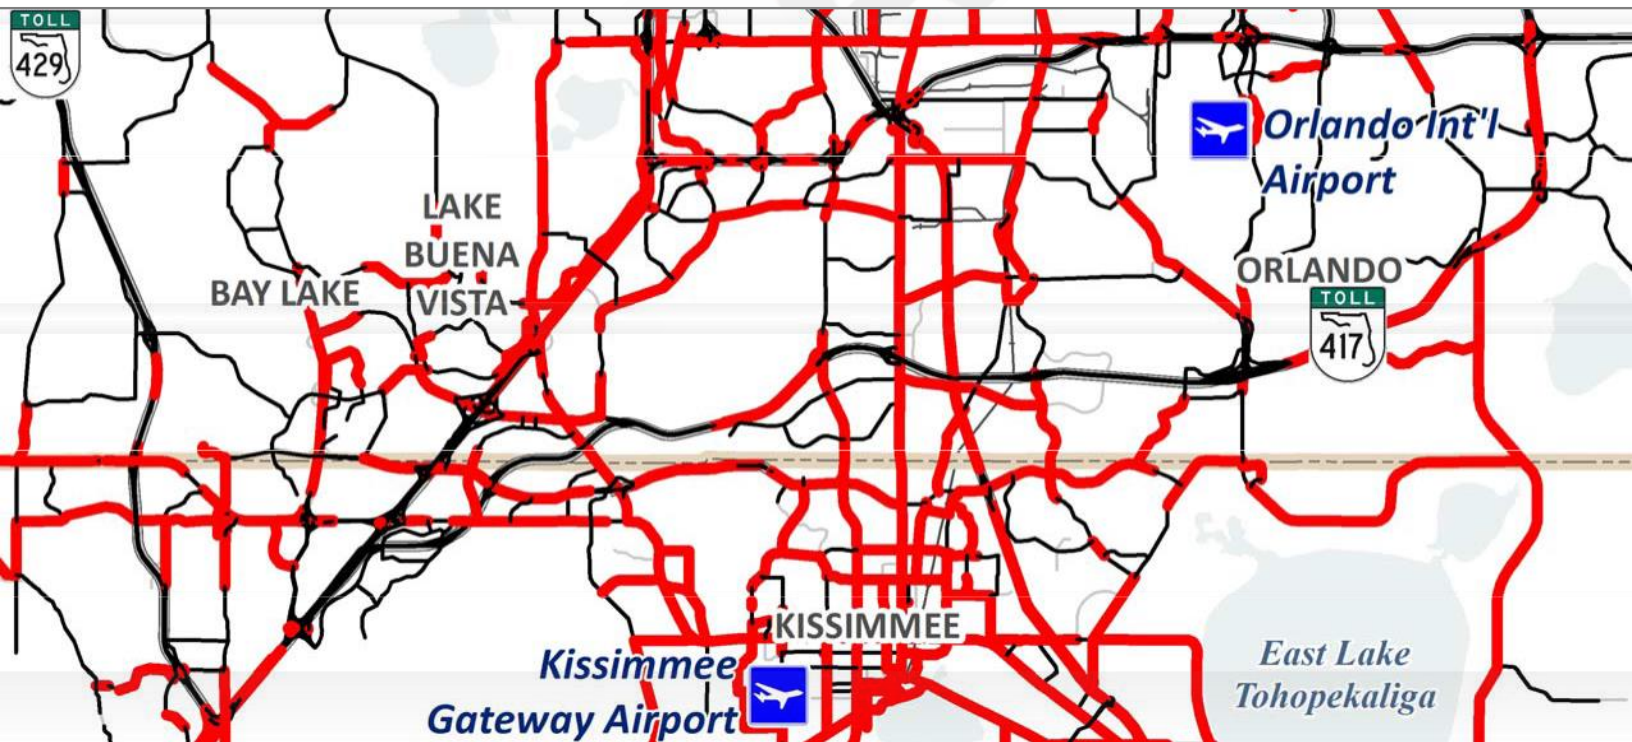 TOLL
429
Orlando Int'l
Airport
LAKE
BUENA
VISTA
BAY LAKE
ORLANDO
TOLL
417
KISSIMMEE
Kissimmee
Gateway Airport
East Lake
Tohopekaliga